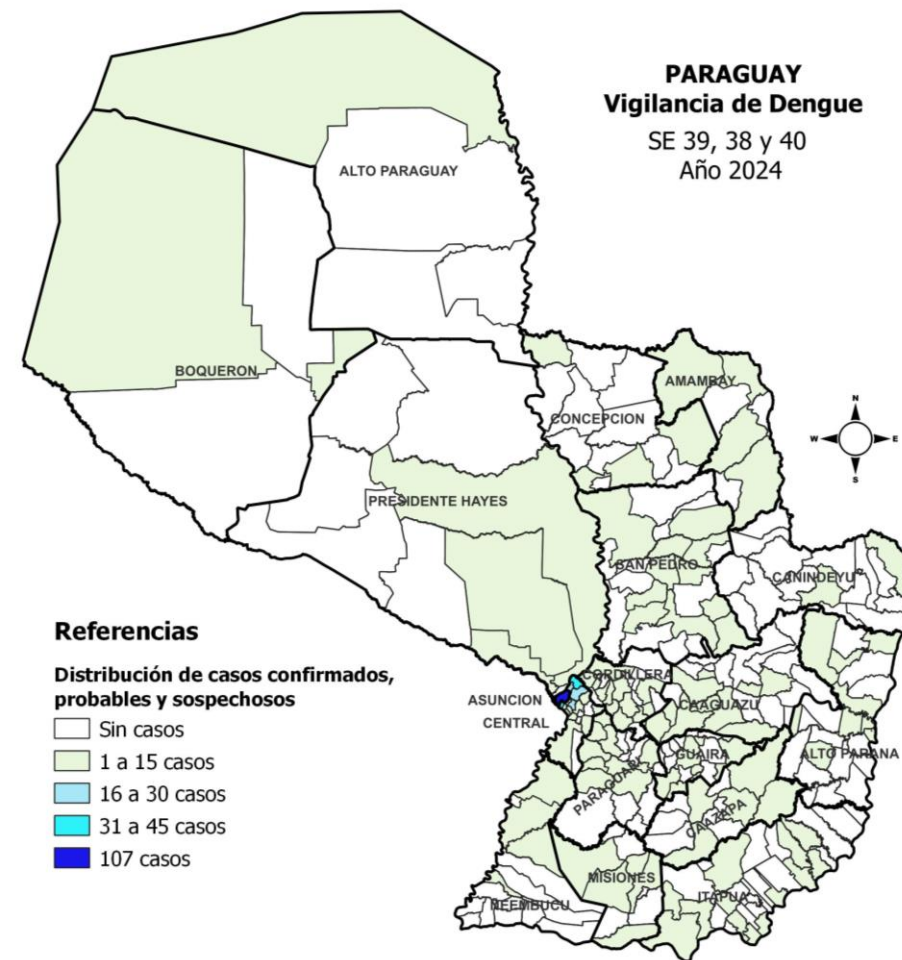 PARAGUAY
Vigilancia de Dengue
SE 39, 38 y 40
Año 2024
ALTO PARAGUAY
BOQUERON
AMAMBAY
CONCEPCION
N
W
E
S
PRESIDENTE HAYES
SAN PEDRO
CANINDEYU
Referencias
Distribución de casos confirmados,
probables y sospechosos
Sin casos
1 a 15 casos
16 a 30 casos
31 a 45 casos
107 casos
CORDILLERA
ASUNCION
CENTRAL
CAAGUAZU
GUAIRA
ALTO PARANA
PARAGUARI
CAAZAPA
MISIONES
ITAPUA
ÑEEMBUCU